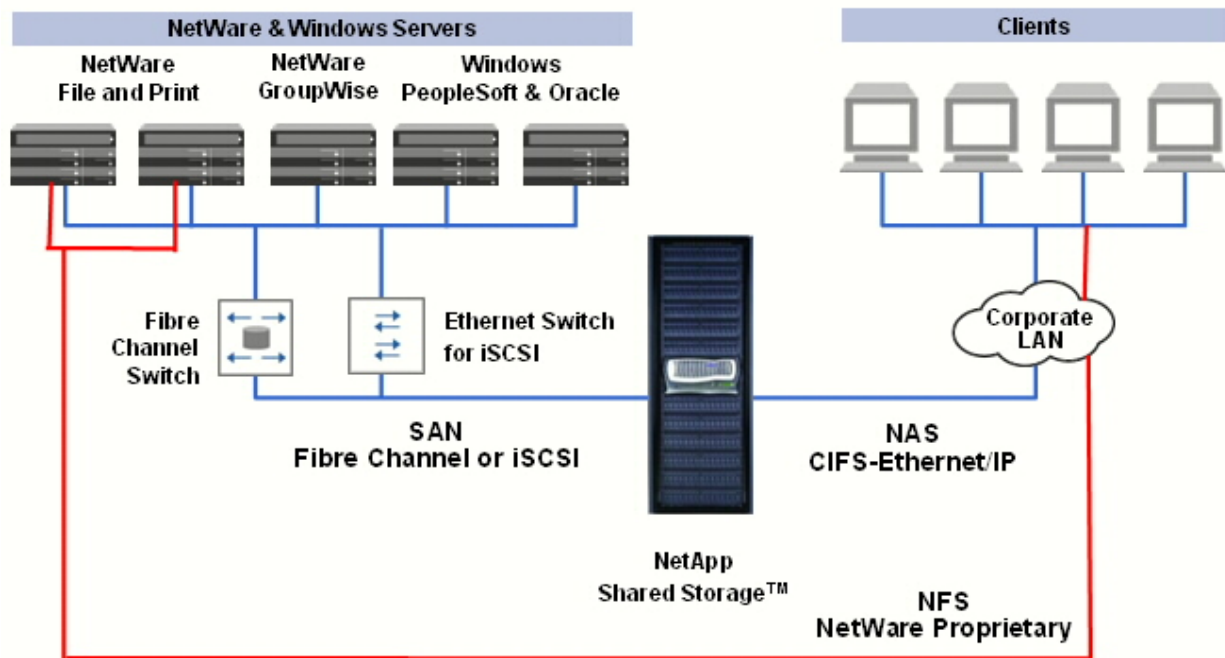 NetWare & Windows Servers
Clients
NetWare
File and Print
NetWare
GroupWise
Windows
PeopleSoft & Oracle
Fibre
Channel
Switch
Ethernet Switch
for iSCSI
Corporate
LAN
SAN
Fibre Channel or iSCSI
NAS
CIFS-Ethernet/IP
NetApp
Shared Storage™
NFS
NetWare Proprietary